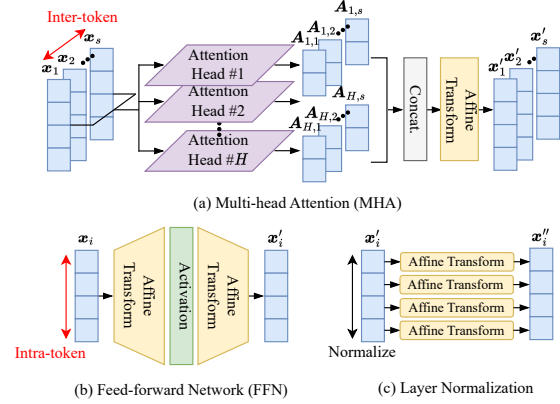 Inter-token
x_1 x_2 x_s
Attention Head #1
Attention Head #2
Attention Head #H
A_{1,1} A_{1,2} A_{1,s}
A_{H,1} A_{H,2} A_{H,s}
Concat.
Affine Transform
x'_1 x'_2 x'_s
(a) Multi-head Attention (MHA)
x_i
Intra-token
Affine Transform
Activation
Affine Transform
x'_i
(b) Feed-forward Network (FFN)
x'_i
Normalize
Affine Transform
Affine Transform
Affine Transform
Affine Transform
x''_i
(c) Layer Normalization